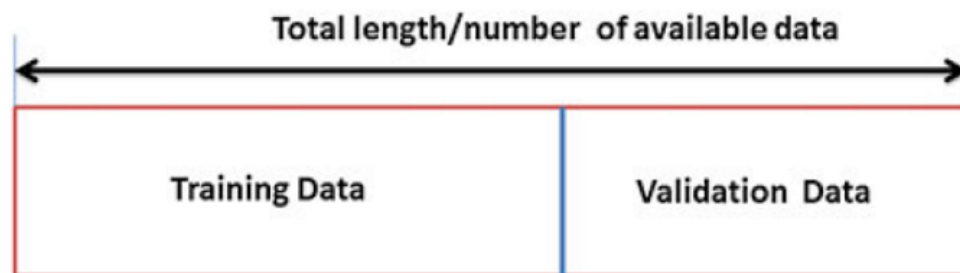 Total length/number of available data
Training Data
Validation Data